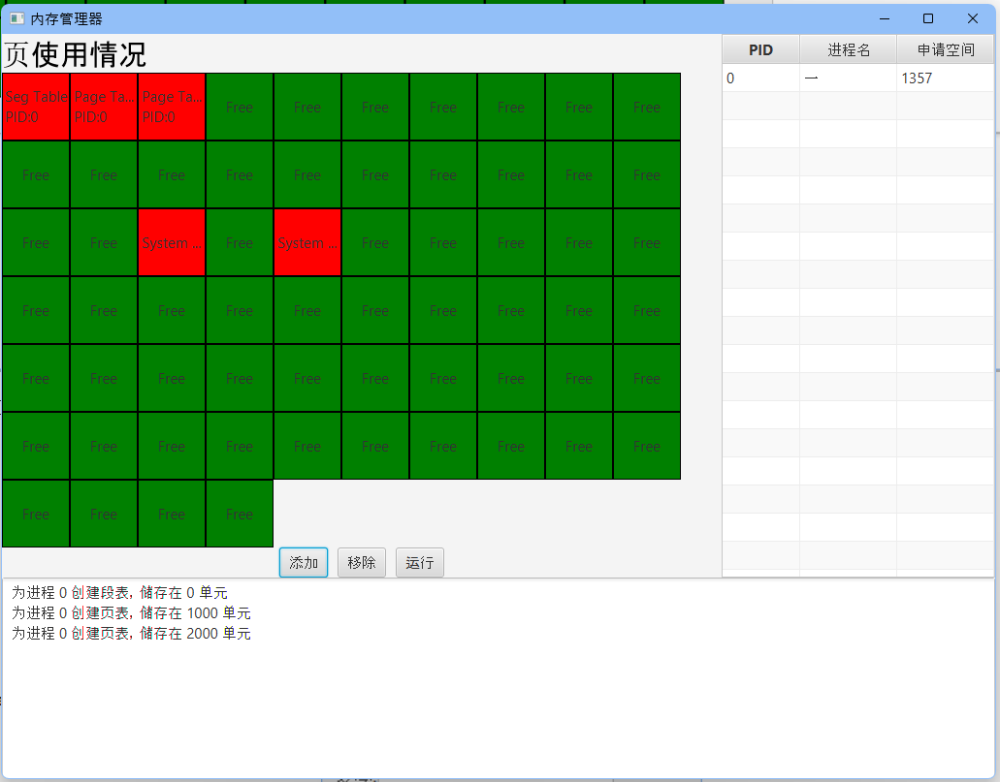 内存管理器
页使用情况
PID 进程名 申请空间
0 一 1357
Seg Table Page Ta... Page Ta... Free Free Free Free Free Free Free
PID:0 PID:0 PID:0
Free Free Free Free Free Free Free Free Free Free
Free Free System ... Free System ... Free Free Free Free Free
Free Free Free Free Free Free Free Free Free Free
Free Free Free Free Free Free Free Free Free Free
Free Free Free Free Free Free Free Free Free Free
Free Free Free Free
添加 移除 运行
为进程 0 创建段表, 储存在 0 单元
为进程 0 创建页表, 储存在 1000 单元
为进程 0 创建页表, 储存在 2000 单元